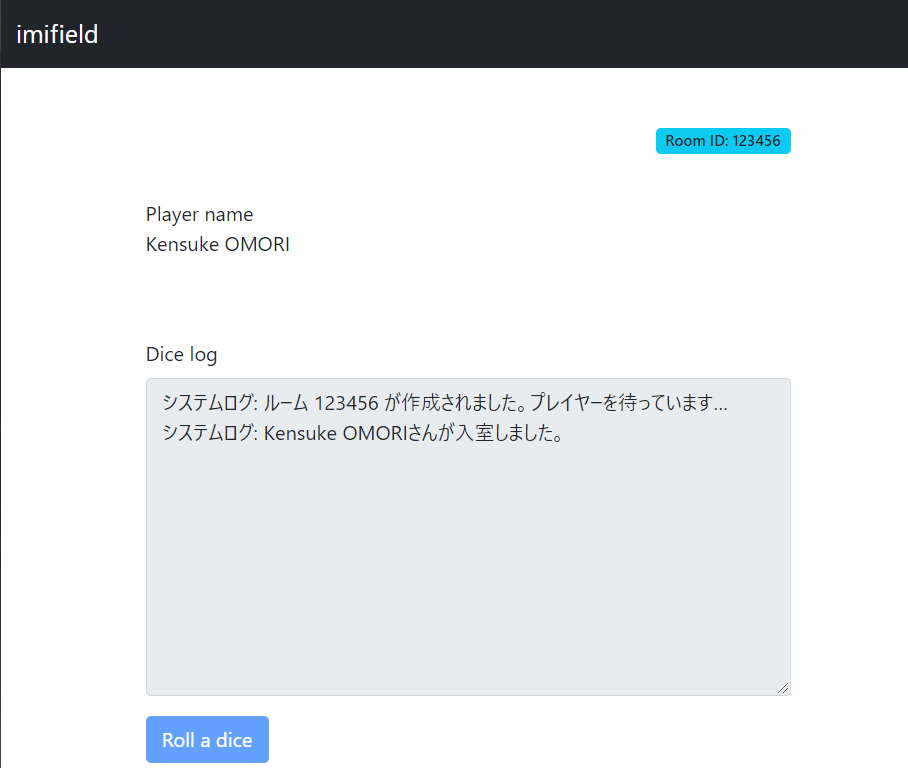 imifield
Room ID: 123456
Player name
Kensuke OMORI
Dice log
システムログ: ルーム 123456 が作成されました。プレイヤーを待っています...
システムログ: Kensuke OMORIさんが入室しました。
Roll a dice